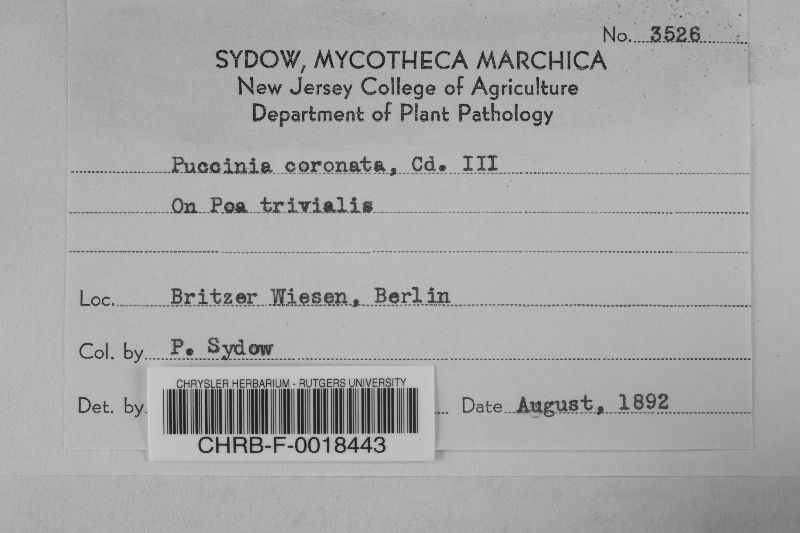 No. 3526
SYDOW, MYCOTHECA MARCHICA
New Jersey College of Agriculture
Department of Plant Pathology
Puccinia coronata, Cd. III
On Poa trivialis
Loc. Britzer Wiesen, Berlin
Col. by P. Sydow
Det. by
Date August, 1892
CHRYSLER HERBARIUM - RUTGERS UNIVERSITY
CHRB-F-0018443